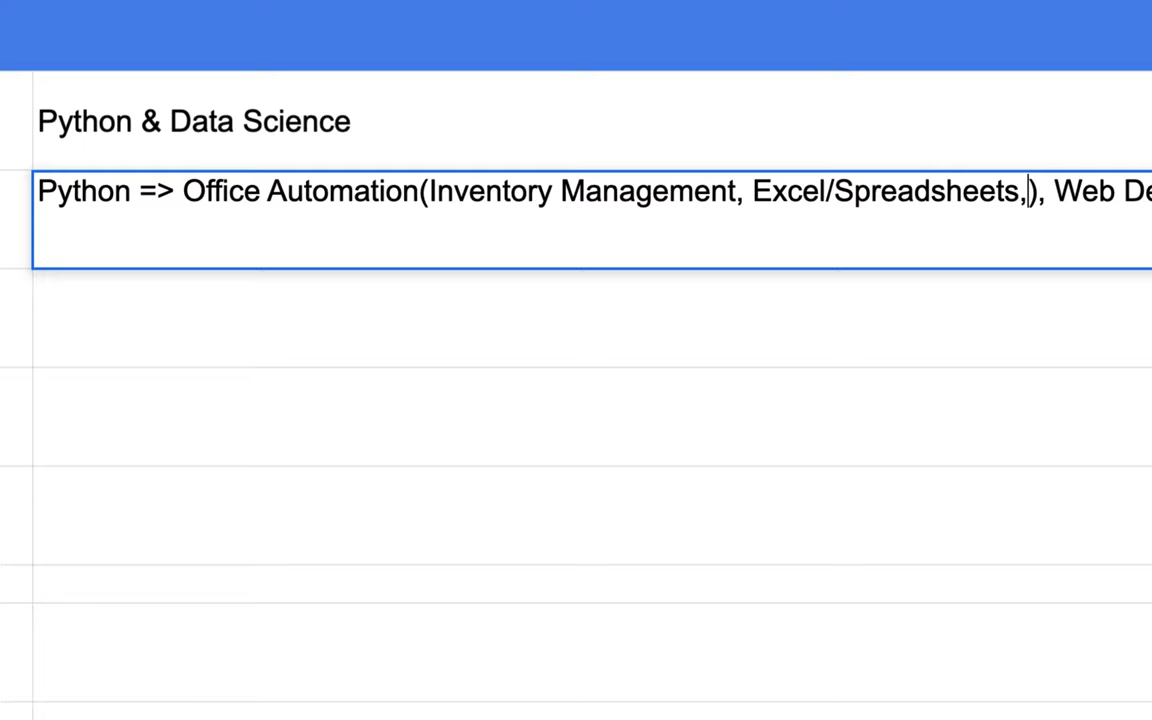 Python & Data Science
Python => Office Automation(Inventory Management, Excel/Spreadsheets,), Web